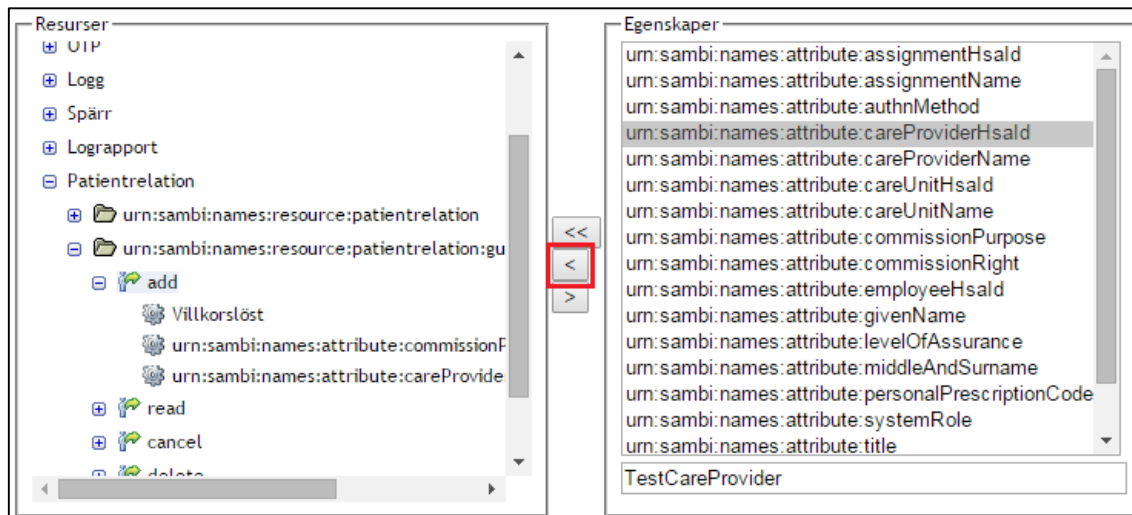 Resurser
OTP
Logg
Spärr
Lograpport
Patientrelation
urn:sambi:names:resource:patientrelation
urn:sambi:names:resource:patientrelation:gu
add
Villkorslöst
urn:sambi:names:attribute:commissionP
urn:sambi:names:attribute:careProvide
read
cancel
delete
<<
<
>
Egenskaper
urn:sambi:names:attribute:assignmentHsaId
urn:sambi:names:attribute:assignmentName
urn:sambi:names:attribute:authnMethod
urn:sambi:names:attribute:careProviderHsaId
urn:sambi:names:attribute:careProviderName
urn:sambi:names:attribute:careUnitHsaId
urn:sambi:names:attribute:careUnitName
urn:sambi:names:attribute:commissionPurpose
urn:sambi:names:attribute:commissionRight
urn:sambi:names:attribute:employeeHsaId
urn:sambi:names:attribute:givenName
urn:sambi:names:attribute:levelOfAssurance
urn:sambi:names:attribute:middleAndSurname
urn:sambi:names:attribute:personalPrescriptionCode
urn:sambi:names:attribute:systemRole
urn:sambi:names:attribute:title
TestCareProvider